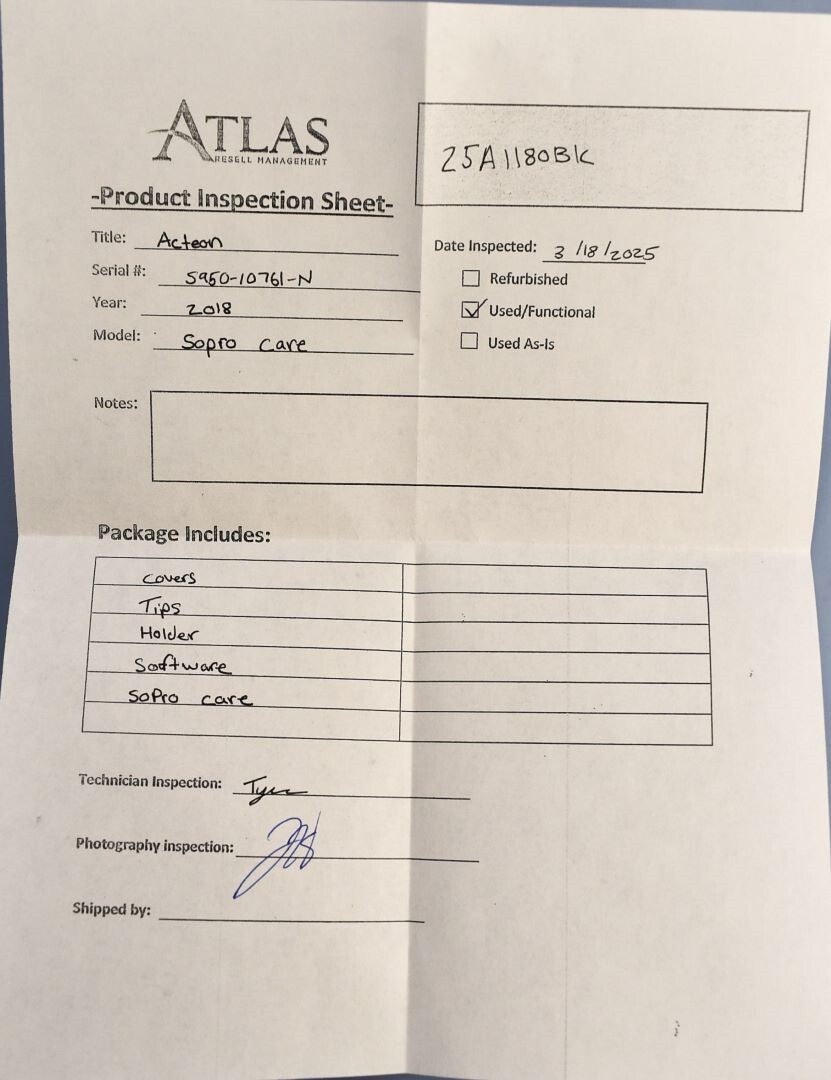 ATLAS
RESELL MANAGEMENT
25A1180BK
-Product Inspection Sheet-
Title: Acteon
Date Inspected: 3/18/2025
Serial #: S950-10761-N
Refurbished
Year: 2018
Used/Functional
Model: Sopro care
Used As-Is
Notes:
Package Includes:
covers
Tips
Holder
Software
SoPro care
Technician Inspection:
Photography inspection:
Shipped by: